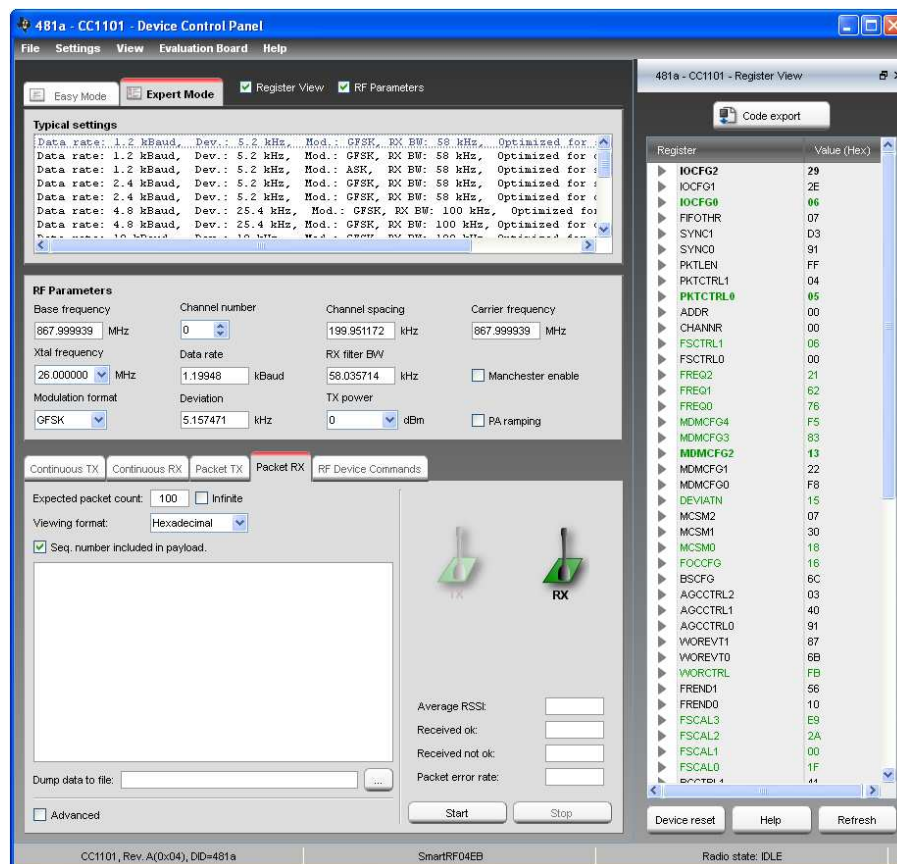 481a - CC1101 - Device Control Panel
File Settings View Evaluation Board Help
Easy Mode Expert Mode Register View RF Parameters
Typical settings
Data rate: 1.2 kBaud, Dev.: 5.2 kHz, Mod.: GFSK, RX BW: 58 kHz, Optimized for
Data rate: 1.2 kBaud, Dev.: 5.2 kHz, Mod.: GFSK, RX BW: 58 kHz, Optimized for
Data rate: 1.2 kBaud, Dev.: 5.2 kHz, Mod.: ASK, RX BW: 58 kHz, Optimized for
Data rate: 2.4 kBaud, Dev.: 5.2 kHz, Mod.: GFSK, RX BW: 58 kHz, Optimized for
Data rate: 2.4 kBaud, Dev.: 5.2 kHz, Mod.: GFSK, RX BW: 58 kHz, Optimized for
Data rate: 4.8 kBaud, Dev.: 25.4 kHz, Mod.: GFSK, RX BW: 100 kHz, Optimized for
Data rate: 4.8 kBaud, Dev.: 25.4 kHz, Mod.: GFSK, RX BW: 100 kHz, Optimized for
RF Parameters
Base frequency Channel number Channel spacing Carrier frequency
867.999939 MHz 0 199.951172 kHz 867.999939 MHz
Xtal frequency Data rate RX filter BW
26.000000 MHz 1.19948 kBaud 58.035714 kHz Manchester enable
Modulation format Deviation TX power
GFSK 5.157471 kHz 0 dBm PA ramping
Continuous TX Continuous RX Packet TX Packet RX RF Device Commands
Expected packet count: 100 Infinite
Viewing format: Hexadecimal
Seq. number included in payload.
TX RX
Average RSSI:
Received ok:
Received not ok:
Packet error rate:
Dump data to file: ...
Advanced
Start Stop
481a - CC1101 - Register View
Code export
Register Value (Hex)
IOCFG2 29
IOCFG1 2E
IOCFG0 06
FIFOTHR 07
SYNC1 D3
SYNC0 91
PKTLEN FF
PKTCTRL1 04
PKTCTRL0 05
ADDR 00
CHANNR 00
FSCTRL1 06
FSCTRL0 00
FREQ2 21
FREQ1 62
FREQ0 76
MDMCFG4 F5
MDMCFG3 83
MDMCFG2 13
MDMCFG1 22
MDMCFG0 F8
DEVIATN 15
MCSM2 07
MCSM1 30
MCSM0 18
FOCCFG 16
BSCFG 6C
AGCCTRL2 03
AGCCTRL1 40
AGCCTRL0 91
WOREVT1 87
WOREVT0 6B
WORCTRL FB
FREND1 56
FREND0 10
FSCAL3 E9
FSCAL2 2A
FSCAL1 00
FSCAL0 1F
RCCTRL1 41
Device reset Help Refresh
CC1101, Rev. A(0x04), DID=481a SmartRF04EB Radio state: IDLE